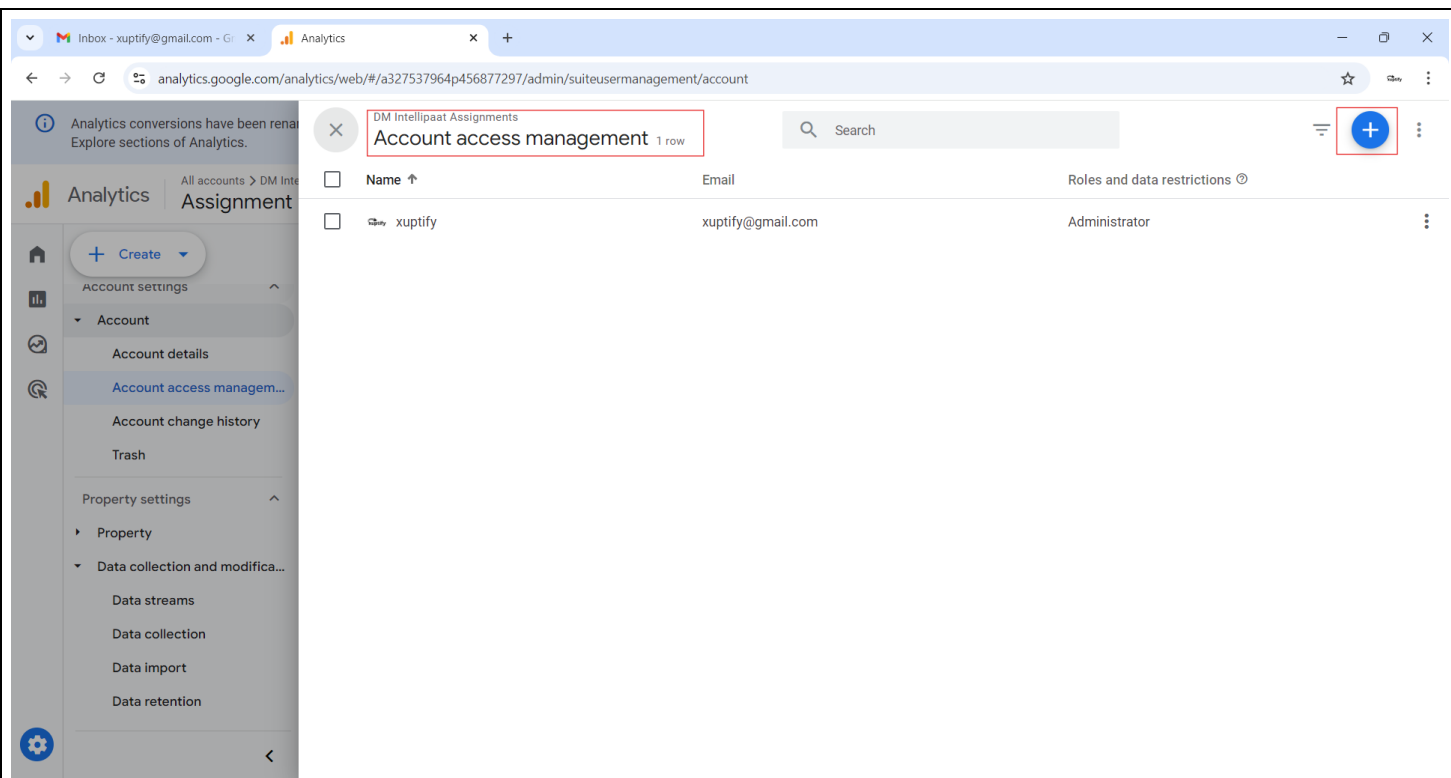 Inbox - xuptify@gmail.com - G
Analytics
analytics.google.com/analytics/web/#/a327537964p456877297/admin/suiteusermanagement/account
Analytics conversions have been rena
Explore sections of Analytics.
Analytics
All accounts > DM Inte
Assignment
Create
Account settings
Account
Account details
Account access managem...
Account change history
Trash
Property settings
Property
Data collection and modifica...
Data streams
Data collection
Data import
Data retention
DM Intellipaat Assignments
Account access management 1 row
Search
Name Email Roles and data restrictions
xuptify xuptify@gmail.com Administrator